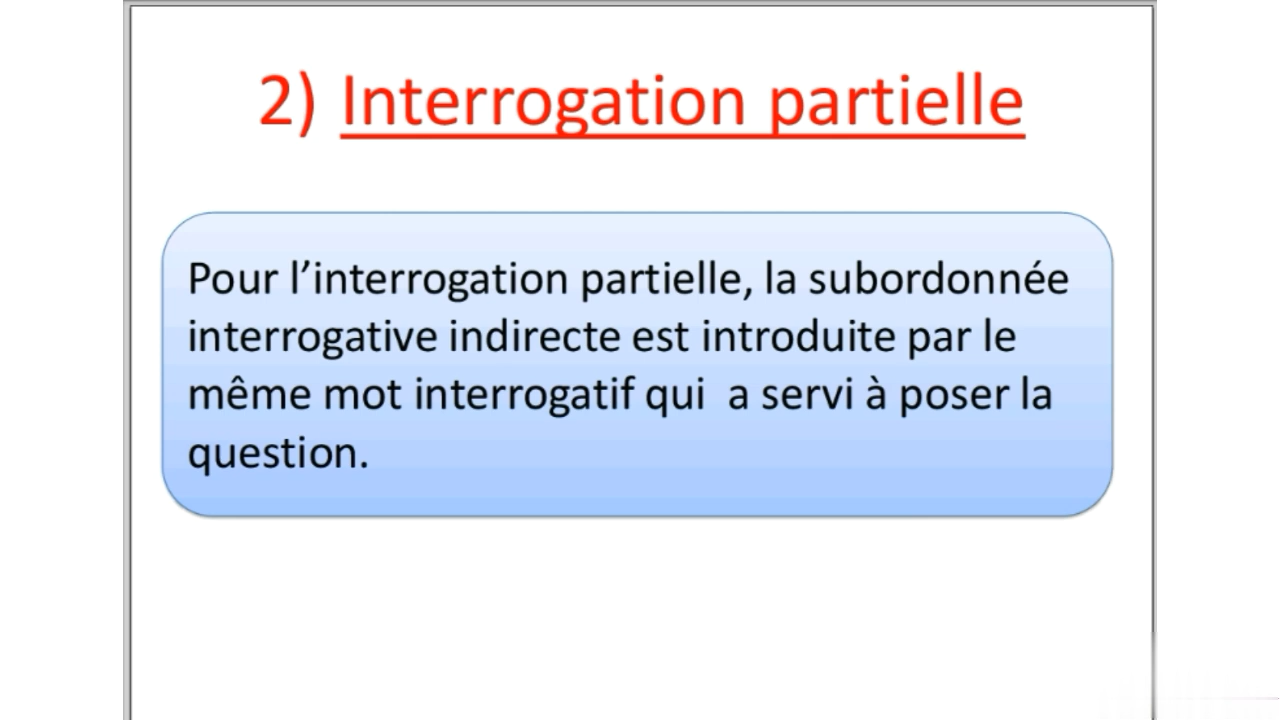 2) Interrogation partielle
Pour l’interrogation partielle, la subordonnée
interrogative indirecte est introduite par le
même mot interrogatif qui  a servi à poser la
question.